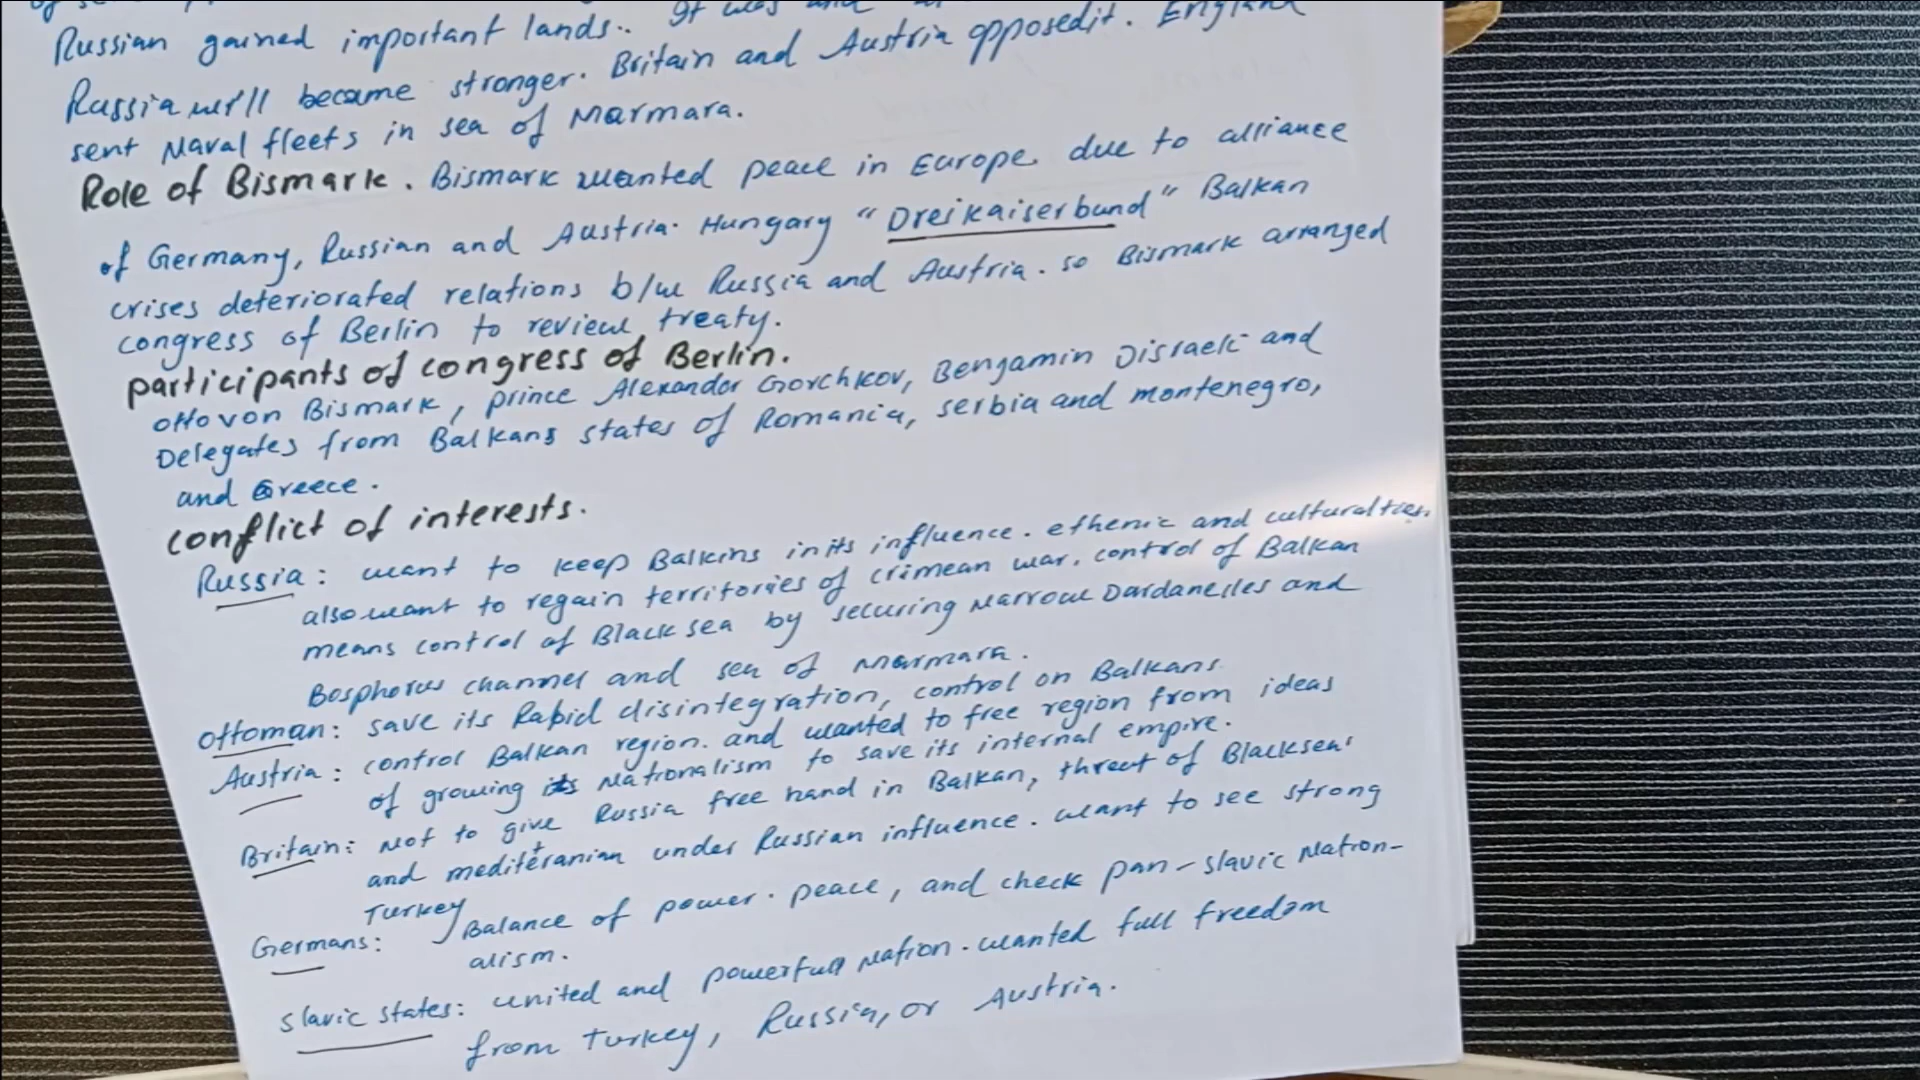 Russian gained important lands.. It was
Russia will became stronger. Britain and Austria opposedit. England
sent Naval fleets in sea of Marmara.
Role of Bismark. Bismark wanted peace in Europe. due to alliance
of Germany, Russian and Austria. Hungary "Dreikaiserbund" Balkan
crises deteriorated relations b/w Russia and Austria. so Bismark arranged
congress of Berlin to review treaty.
participants of congress of Berlin.
otto von Bismark, prince Alexander Gorchkov, Bengamin Disraeli and
Delegates from Balkans states of Romania, serbia and montenegro,
and Greece.
conflict of interests.
Russia: want to keep Balkins in its influence. ethenic and culturalties.
also want to regain territories of crimean war. control of Balkan
means control of Black sea by securing Narrow Dardanelles and
Bosphorus channel and sea of marmara.
Ottoman: save its Rapid disintegration, control on Balkans.
Austria: control Balkan region. and wanted to free region from ideas
of growing its Nationalism to save its internal empire.
Britain: not to give Russia free hand in Balkan, threat of Blacksea
and mediteranian under Russian influence. want to see strong
Turkey
Germans: Balance of power. peace, and check pan-slavic Nation-
alism.
slavic states: united and powerfull Nation. wanted full freedom
from Turkey, Russia, or Austria.